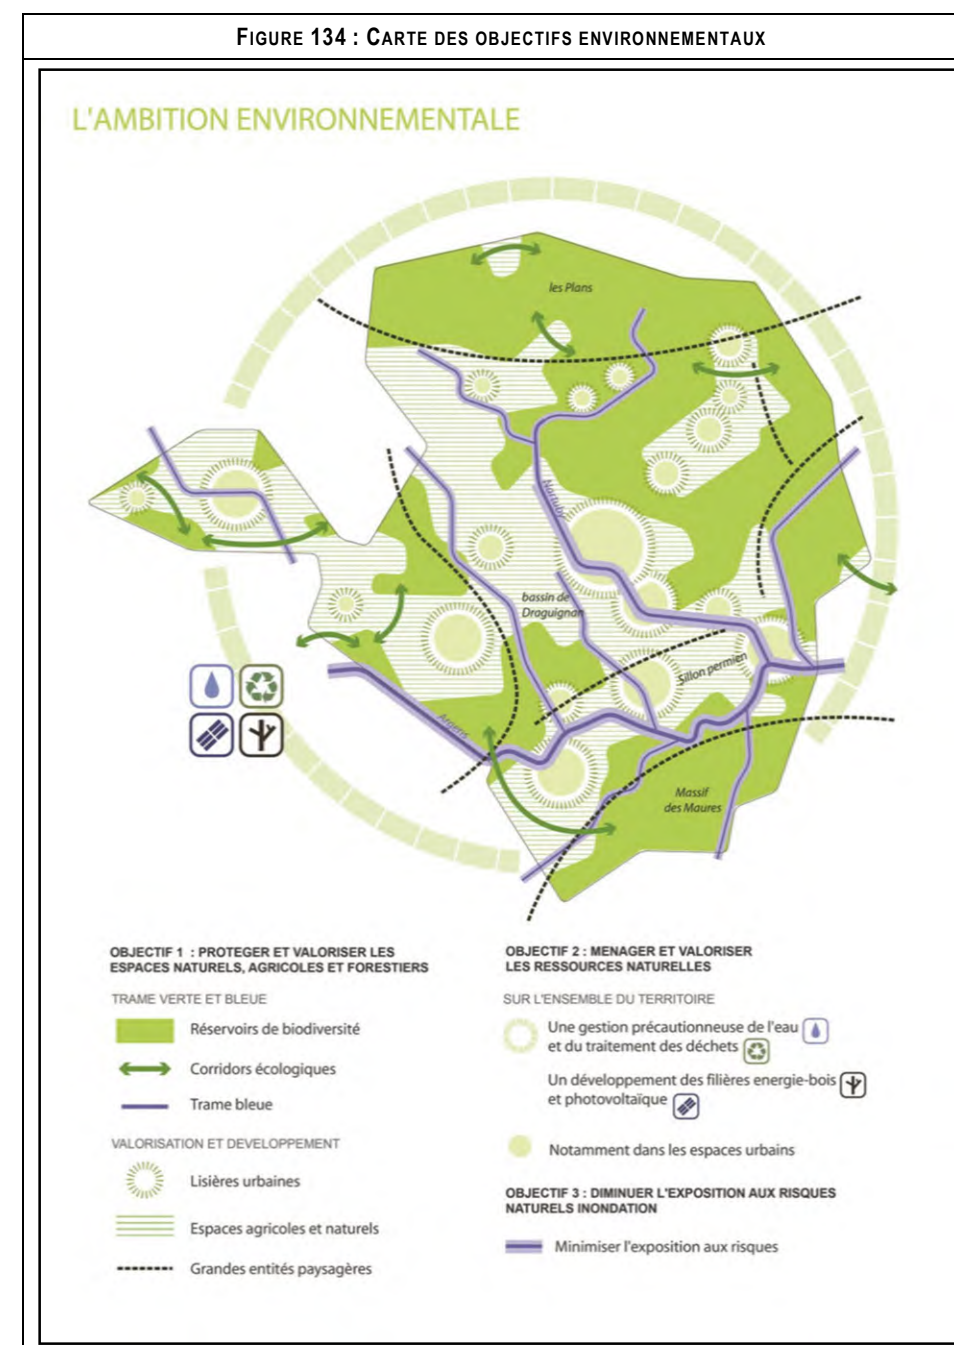 FIGURE 134 : CARTE DES OBJECTIFS ENVIRONNEMENTAUX
L'AMBITION ENVIRONNEMENTALE
les Plans
Nartuby
bassin de
Draguignan
Sillon permien
Argens
Massif
des Maures
OBJECTIF 1 : PROTEGER ET VALORISER LES
ESPACES NATURELS, AGRICOLES ET FORESTIERS
TRAME VERTE ET BLEUE
Réservoirs de biodiversité
Corridors écologiques
Trame bleue
VALORISATION ET DEVELOPPEMENT
Lisières urbaines
Espaces agricoles et naturels
Grandes entités paysagères
OBJECTIF 2 : MENAGER ET VALORISER
LES RESSOURCES NATURELLES
SUR L'ENSEMBLE DU TERRITOIRE
Une gestion précautionneuse de l'eau
et du traitement des déchets
Un développement des filières energie-bois
et photovoltaïque
Notamment dans les espaces urbains
OBJECTIF 3 : DIMINUER L'EXPOSITION AUX RISQUES
NATURELS INONDATION
Minimiser l'exposition aux risques